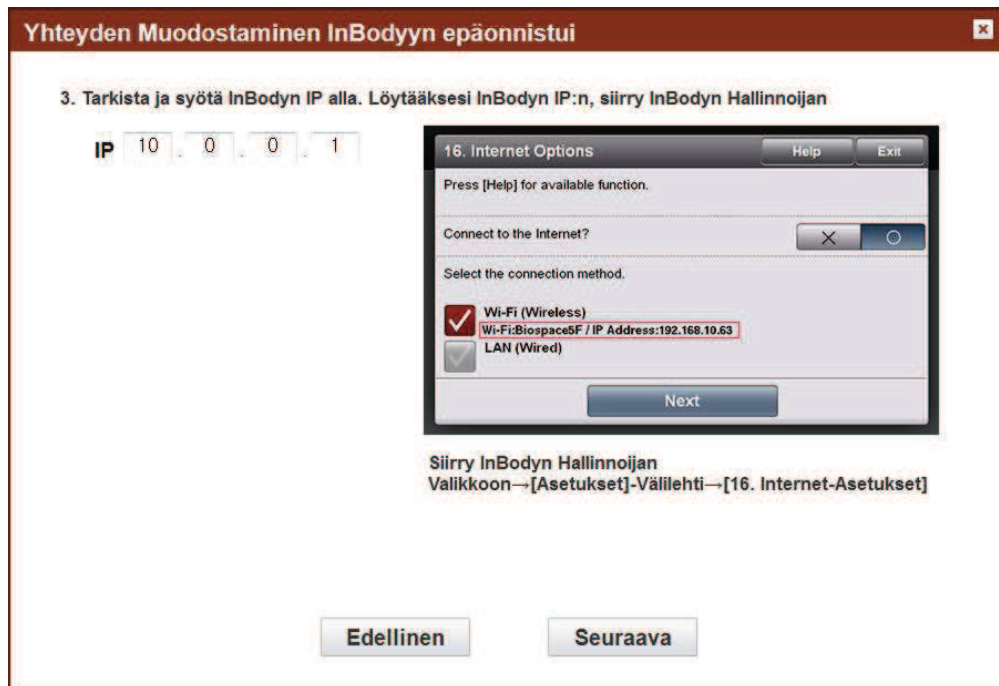 Yhteyden Muodostaminen InBodyyn epäonnistui
3. Tarkista ja syötä InBodyn IP alla. Löytääksesi InBodyn IP:n, siirry InBodyn Hallinnoijan
IP 10 . 0 . 0 . 1
16. Internet Options Help Exit
Press [Help] for available function.
Connect to the Internet?
Select the connection method.
Wi-Fi (Wireless)
Wi-Fi:Biospace5F / IP Address:192.168.10.63
LAN (Wired)
Next
Siirry InBodyn Hallinnoijan
Valikkoon→[Asetukset]-Välilehti→[16. Internet-Asetukset]
Edellinen Seuraava